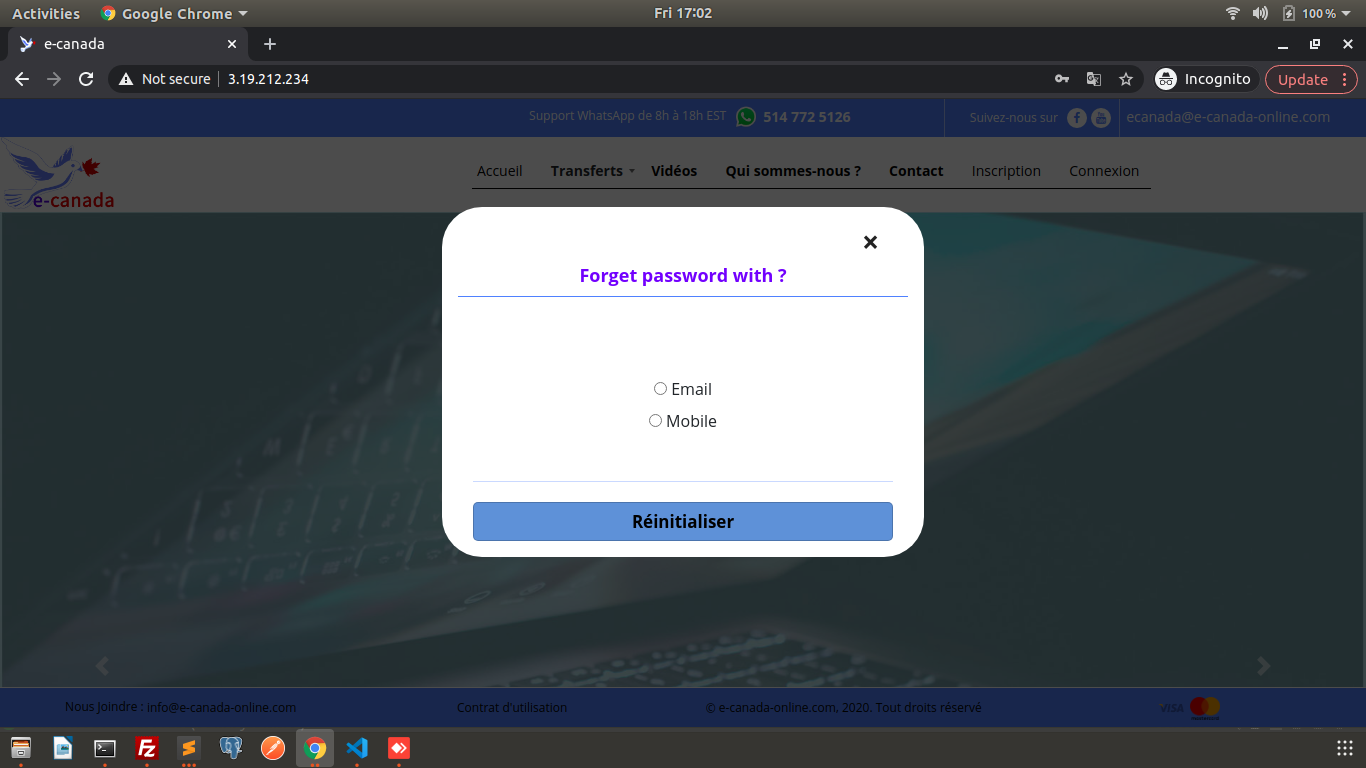 Activities Google Chrome Fri 17:02 100 %
e-canada
Not secure 3.19.212.234 Incognito Update
Support WhatsApp de 8h à 18h EST 514 772 5126 Suivez-nous sur ecanada@e-canada-online.com
e-canada
Accueil Transferts Vidéos Qui sommes-nous ? Contact Inscription Connexion
Forget password with ?
Email
Mobile
Réinitialiser
Nous Joindre : info@e-canada-online.com Contrat d'utilisation © e-canada-online.com, 2020. Tout droits réservé VISA